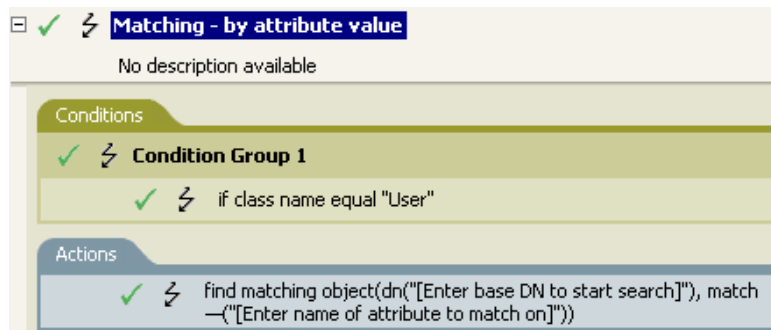 Matching - by attribute value
No description available
Conditions
Condition Group 1
if class name equal "User"
Actions
find matching object(dn("[Enter base DN to start search]"), match
—("[Enter name of attribute to match on]"))